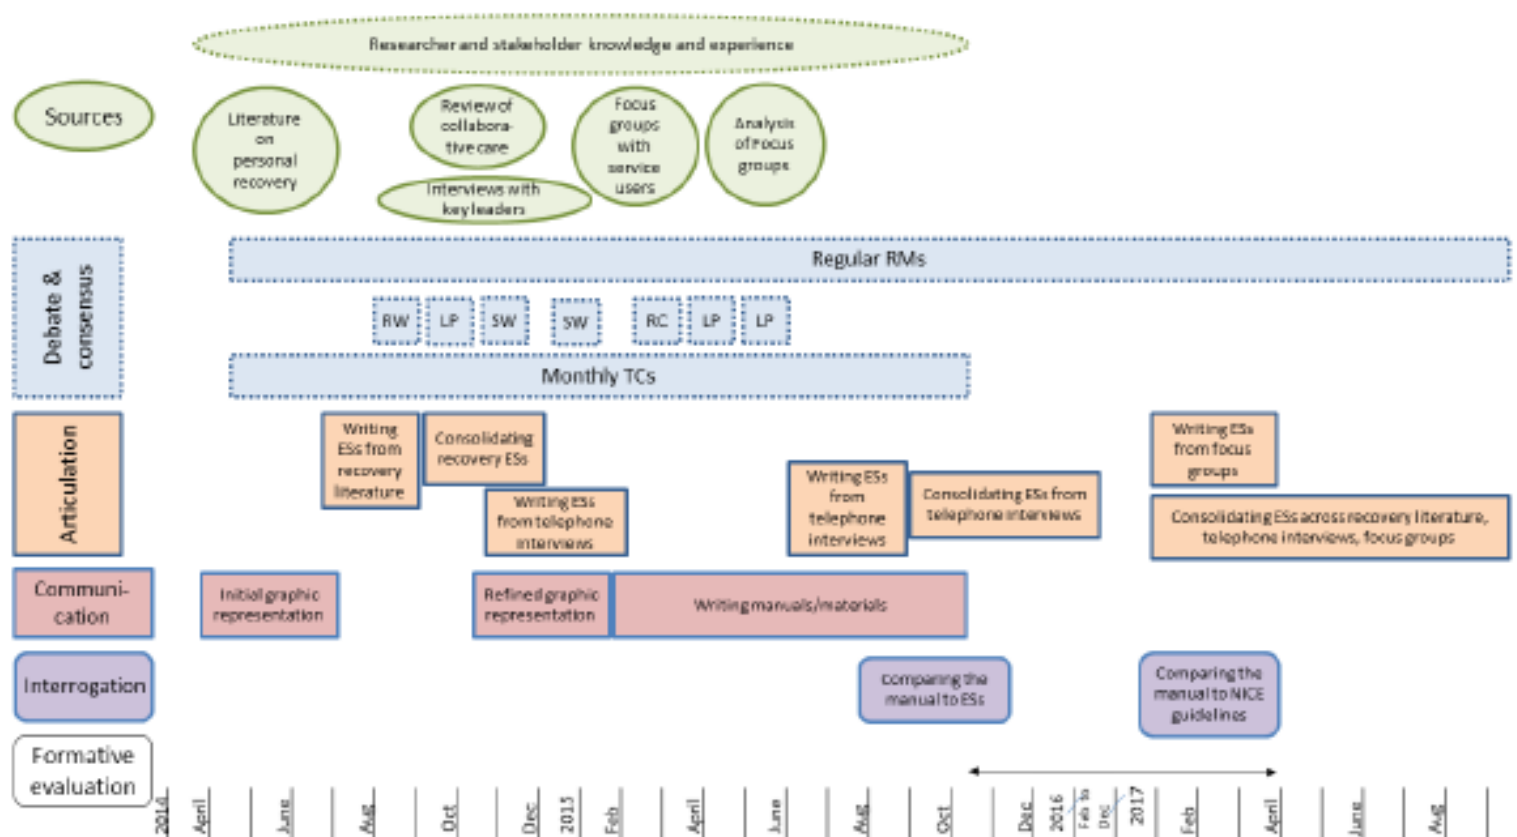 Researcher and stakeholder knowledge and experience
Sources
Literature
on
personal
recovery
Review of
collabora-
tive care
Interviews with
key leaders
Focus
groups
with
service
users
Analysis
of Focus
groups
Debate &
consensus
Regular RMs
RW
LP
SW
SW
RC
LP
LP
Monthly TCs
Articulation
Writing
ESs from
recovery
literature
Consolidating
recovery ESs
Writing ESs
from telephone
interviews
Writing ESs
from
telephone
interviews
Consolidating ESs from
telephone interviews
Writing ESs
from focus
groups
Consolidating ESs across recovery literature,
telephone interviews, focus groups
Communi-
cation
Initial graphic
representation
Refined graphic
representation
Writing manuals/materials
Interrogation
Comparing the
manual to ESs
Comparing the
manual to NICE
guidelines
Formative
evaluation
2014
April
June
Aug
Oct
Dec
2015
Feb
April
June
Aug
Oct
Dec
2016
Feb to
Dec
2017
Feb
April
June
Aug